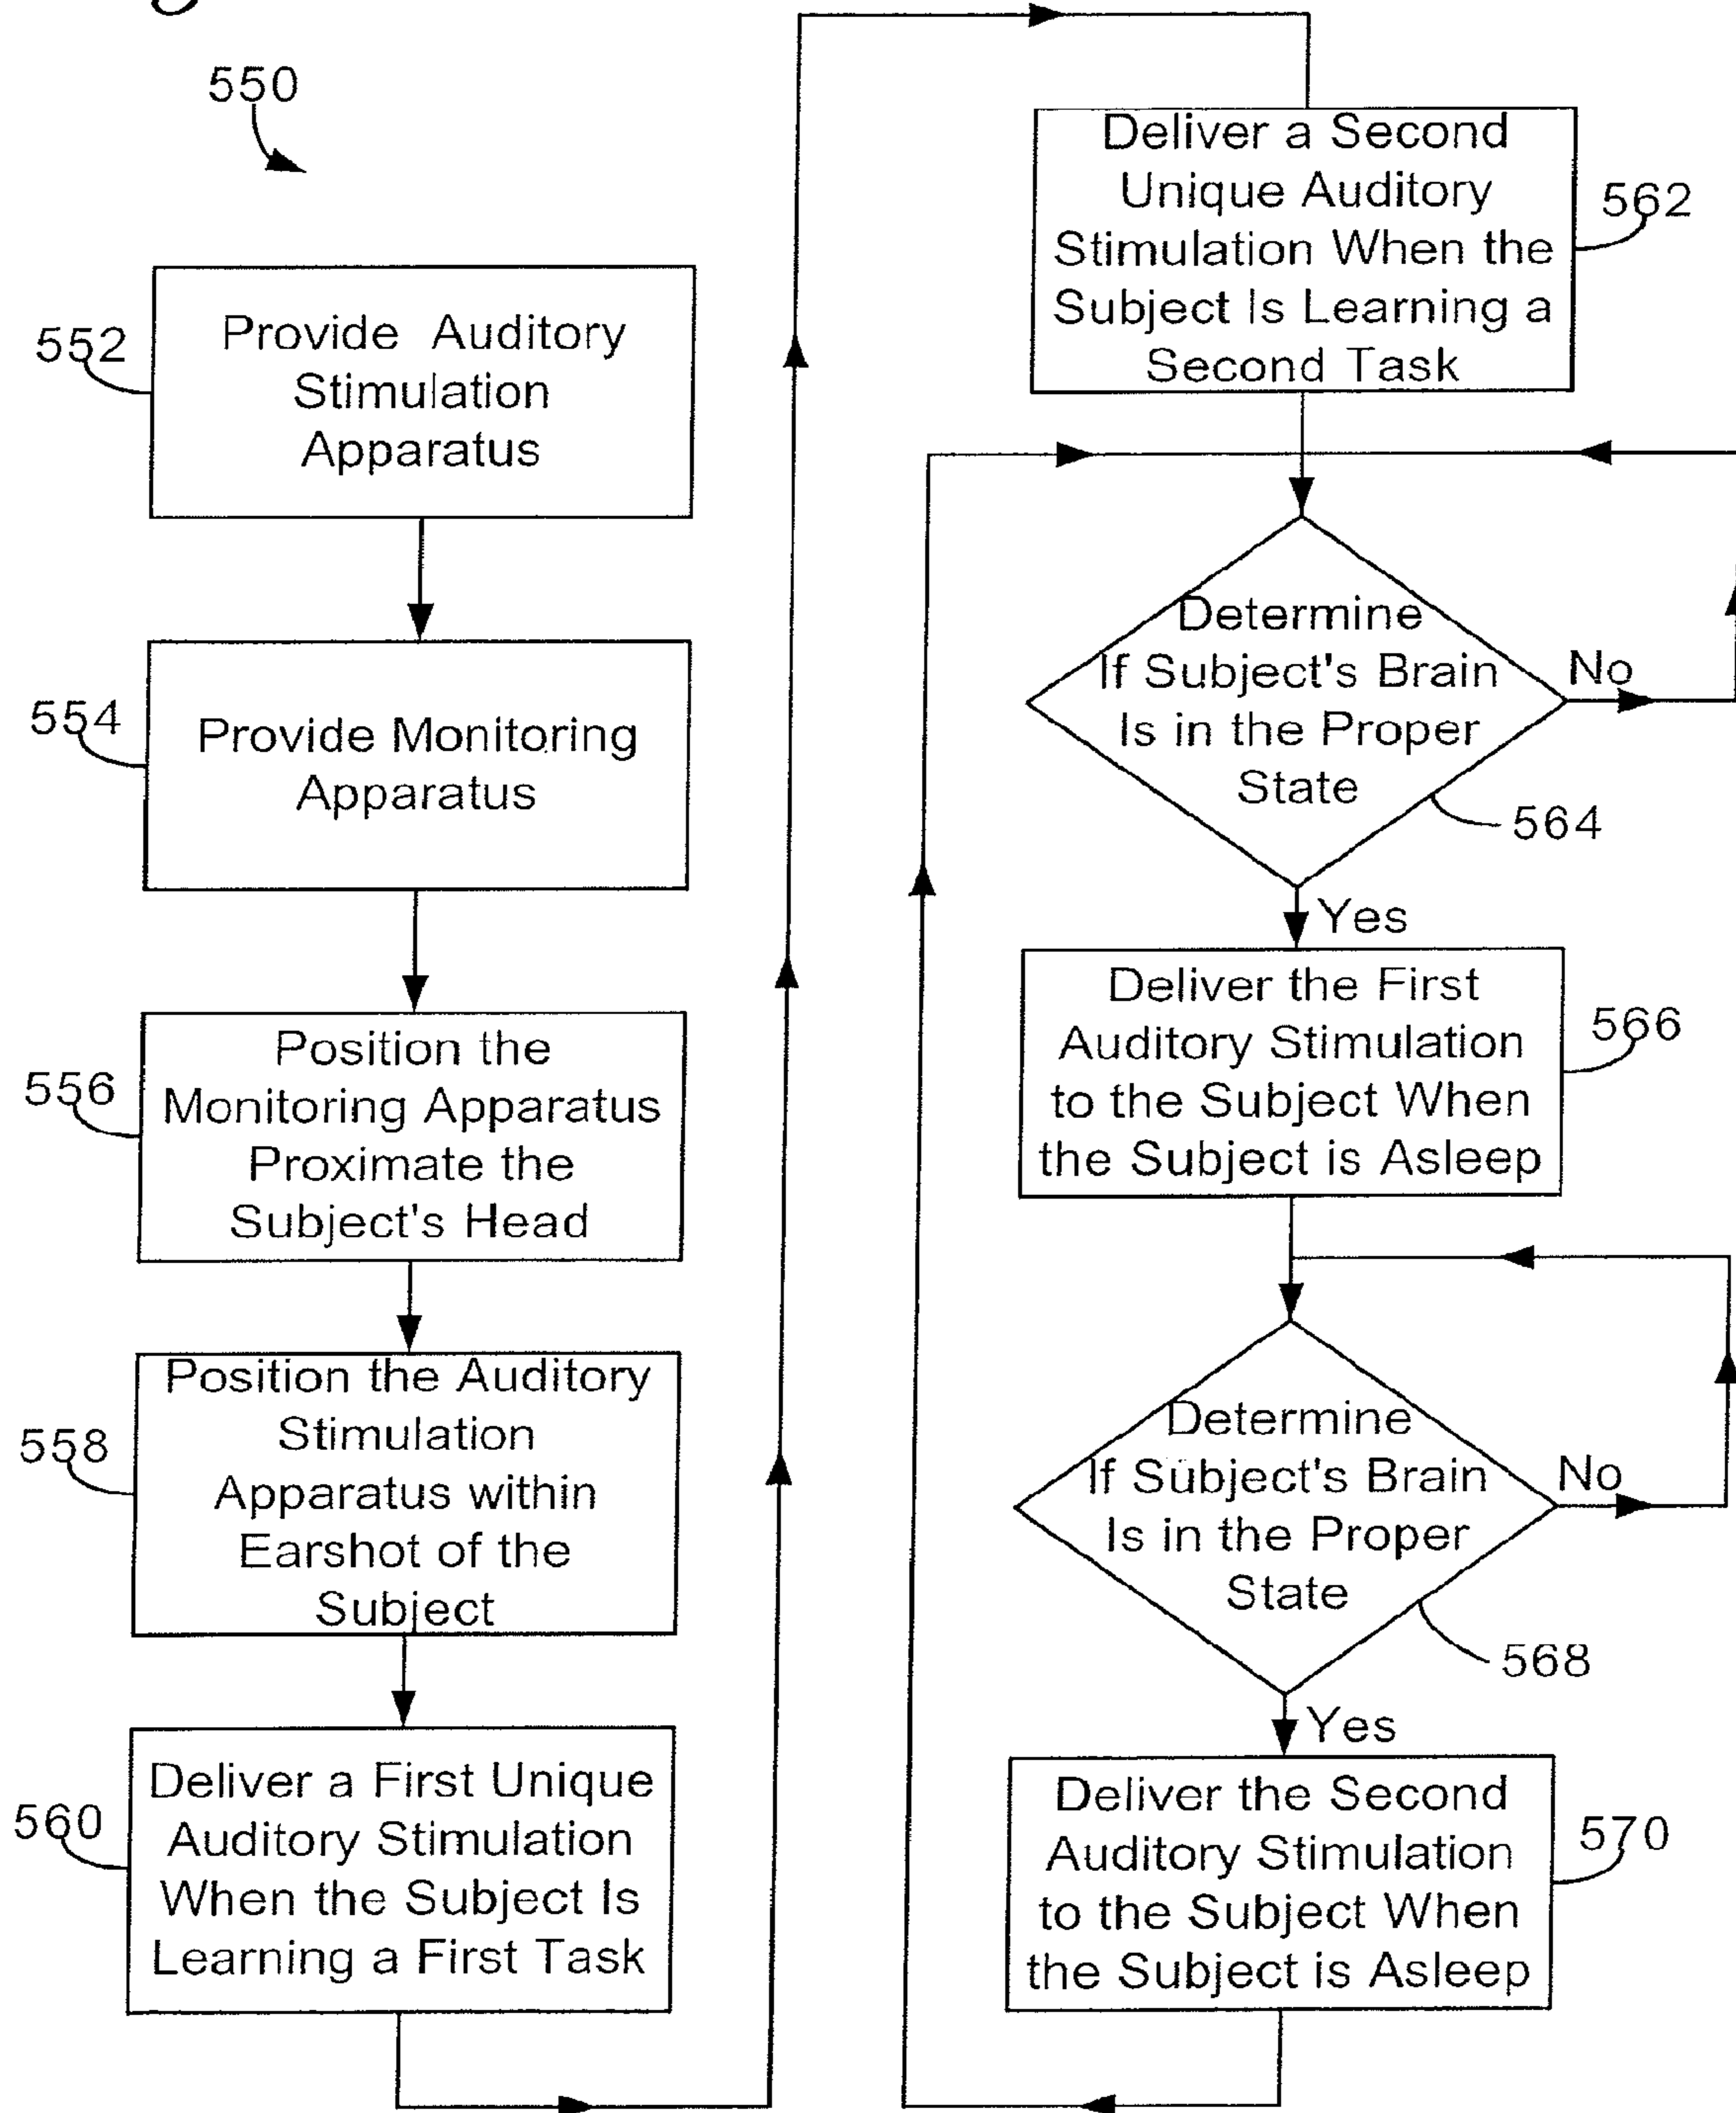 550
552
Provide Auditory
Stimulation
Apparatus
554
Provide Monitoring
Apparatus
556
Position the
Monitoring Apparatus
Proximate the
Subject's Head
558
Position the Auditory
Stimulation
Apparatus within
Earshot of the
Subject
560
Deliver a First Unique
Auditory Stimulation
When the Subject Is
Learning a First Task
Deliver a Second
Unique Auditory
Stimulation When the
Subject Is Learning a
Second Task
562
Determine
If Subject's Brain
Is in the Proper
State
No
564
Yes
Deliver the First
Auditory Stimulation
to the Subject When
the Subject is Asleep
566
Determine
If Subject's Brain
Is in the Proper
State
No
568
Yes
Deliver the Second
Auditory Stimulation
to the Subject When
the Subject is Asleep
570